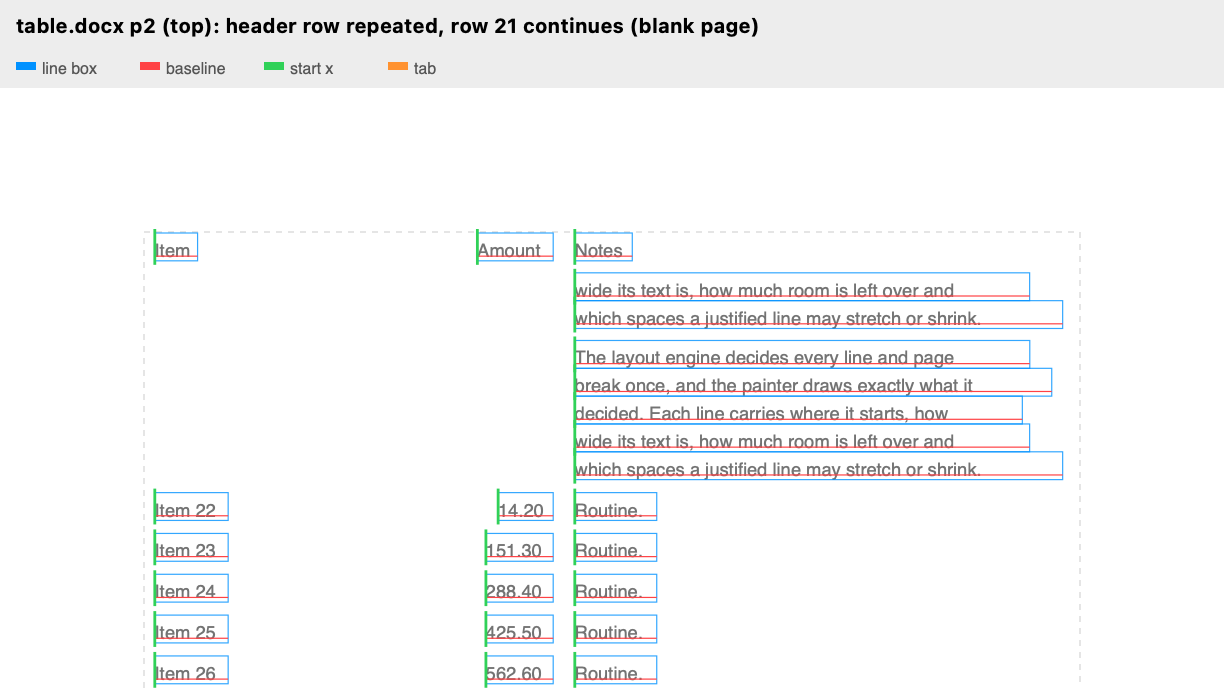 table.docx p2 (top): header row repeated, row 21 continues (blank page)
line box baseline start x tab
Item Amount Notes
wide its text is, how much room is left over and
which spaces a justified line may stretch or shrink.
The layout engine decides every line and page
break once, and the painter draws exactly what it
decided. Each line carries where it starts, how
wide its text is, how much room is left over and
which spaces a justified line may stretch or shrink.
Item 22 14.20 Routine.
Item 23 151.30 Routine.
Item 24 288.40 Routine.
Item 25 425.50 Routine.
Item 26 562.60 Routine.